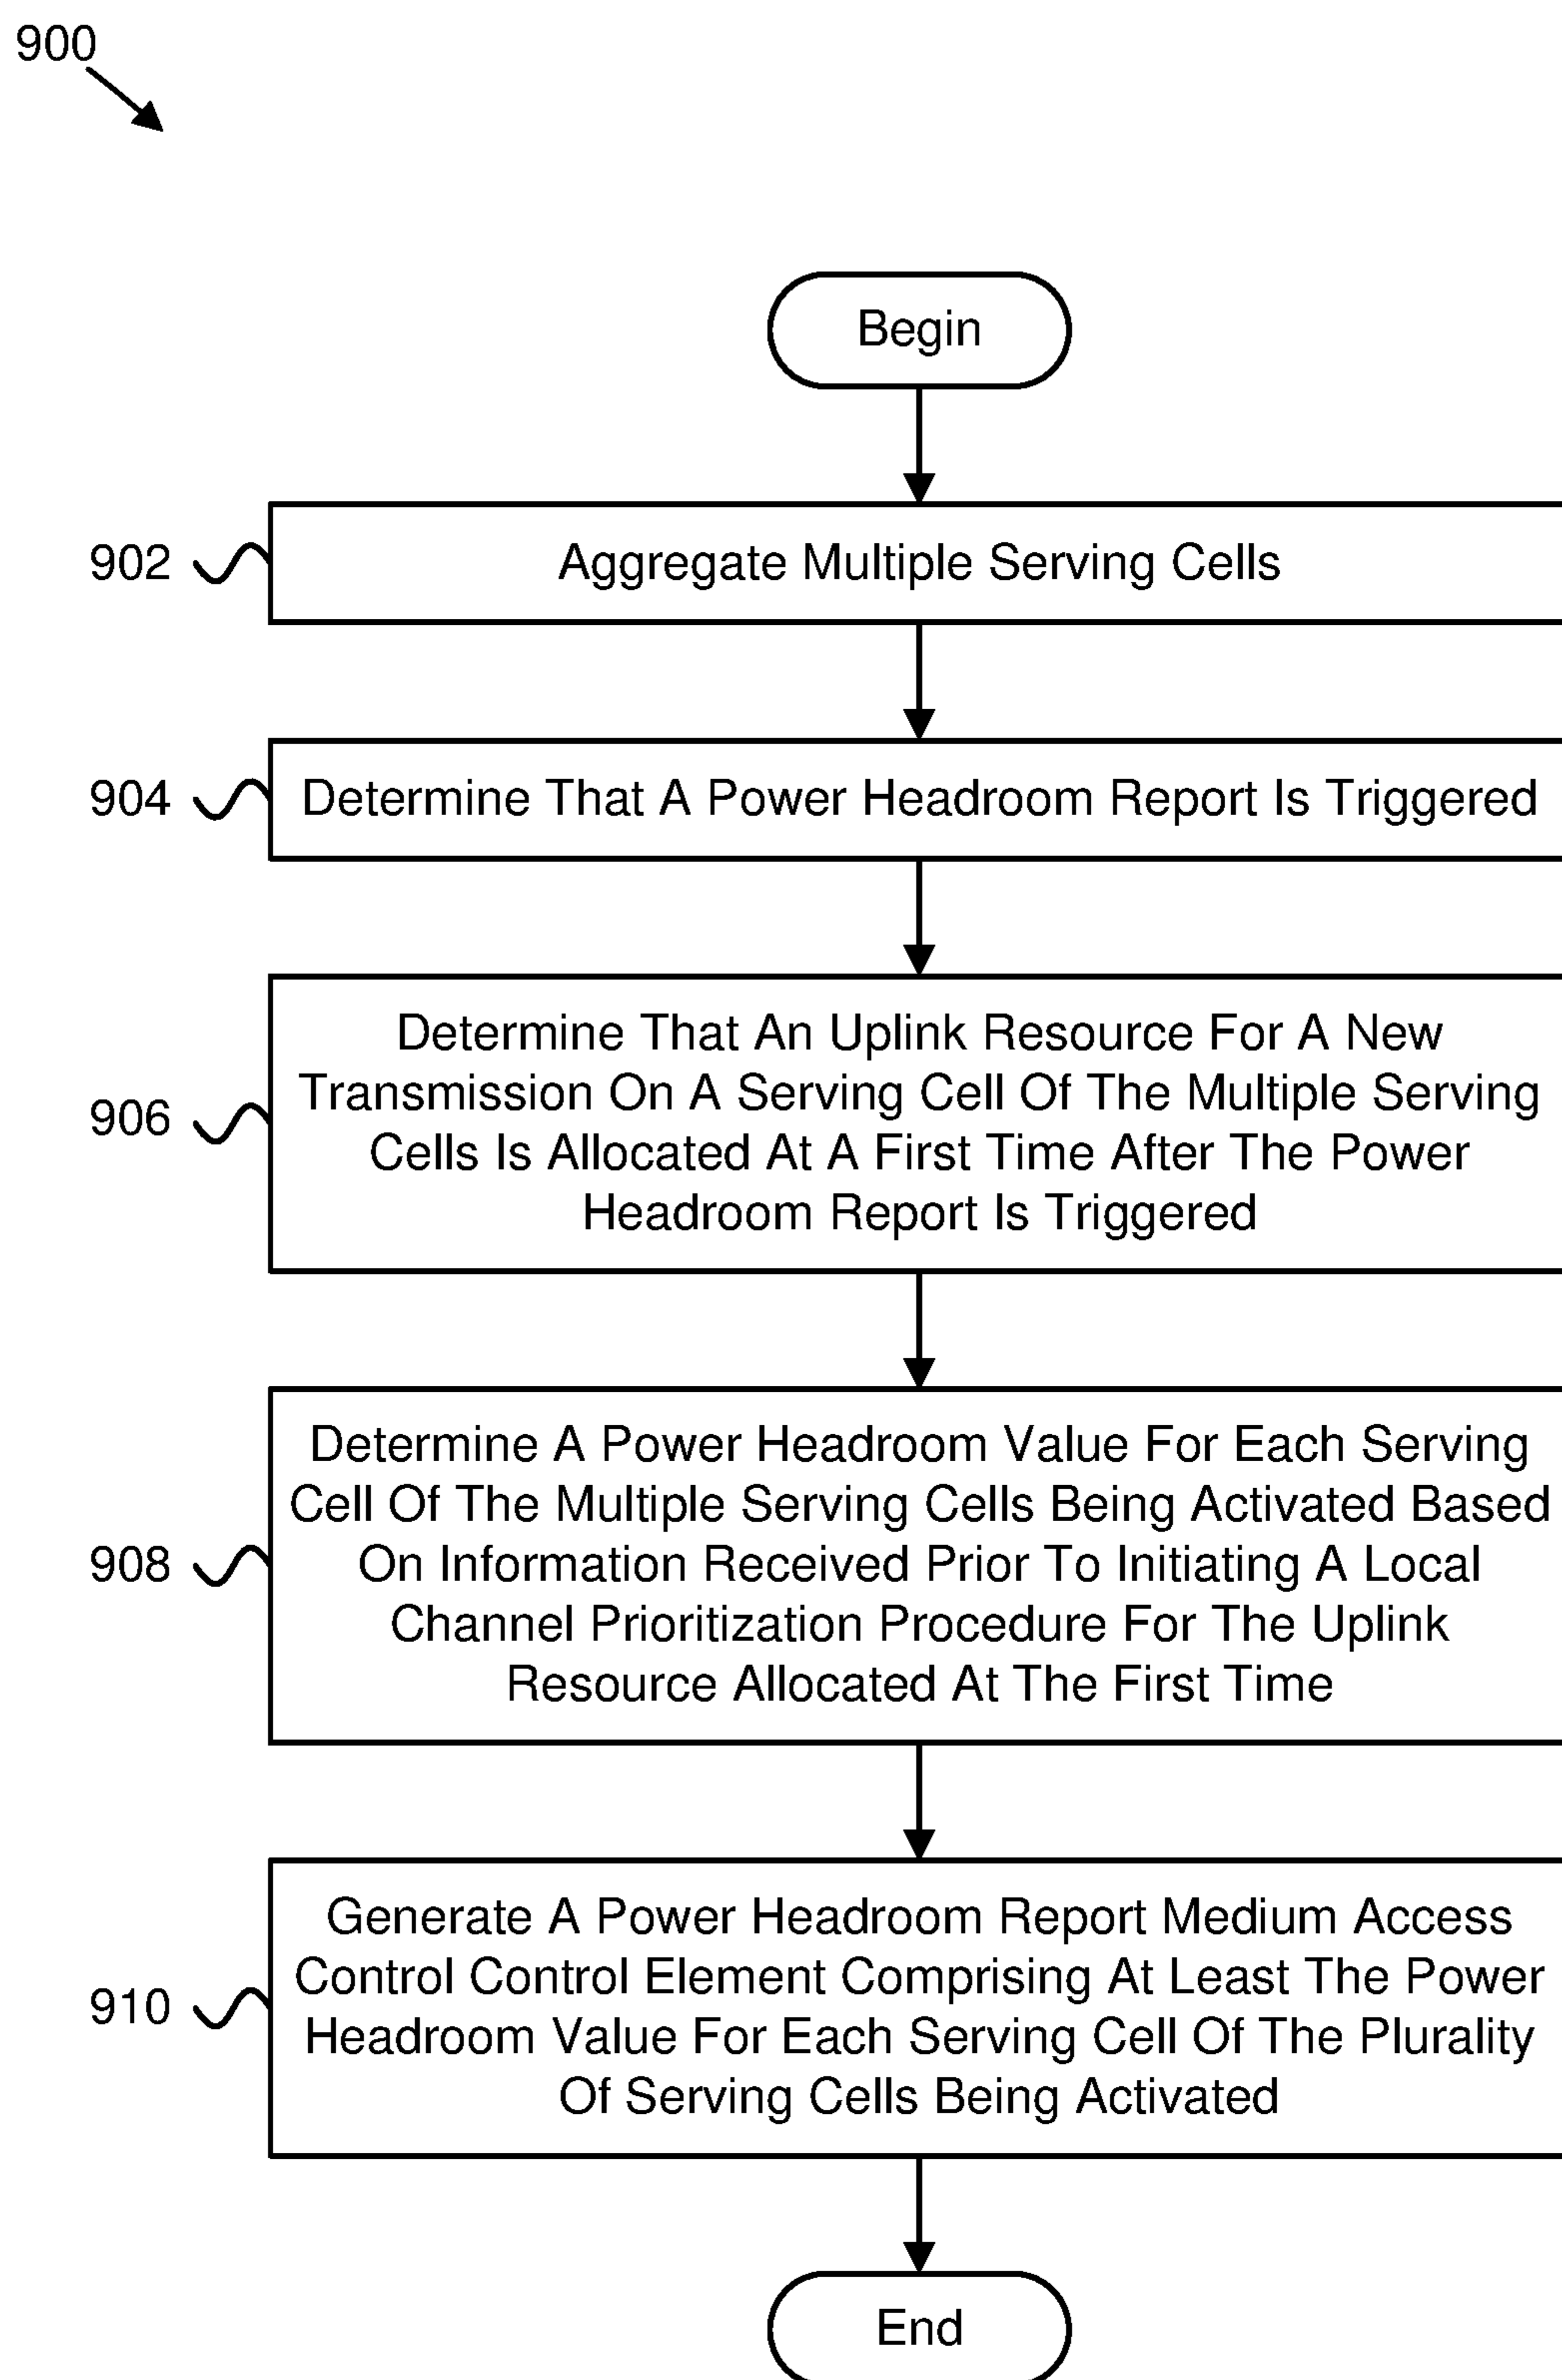 900
Begin
902
Aggregate Multiple Serving Cells
904
Determine That A Power Headroom Report Is Triggered
906
Determine That An Uplink Resource For A New
Transmission On A Serving Cell Of The Multiple Serving
Cells Is Allocated At A First Time After The Power
Headroom Report Is Triggered
908
Determine A Power Headroom Value For Each Serving
Cell Of The Multiple Serving Cells Being Activated Based
On Information Received Prior To Initiating A Local
Channel Prioritization Procedure For The Uplink
Resource Allocated At The First Time
910
Generate A Power Headroom Report Medium Access
Control Control Element Comprising At Least The Power
Headroom Value For Each Serving Cell Of The Plurality
Of Serving Cells Being Activated
End